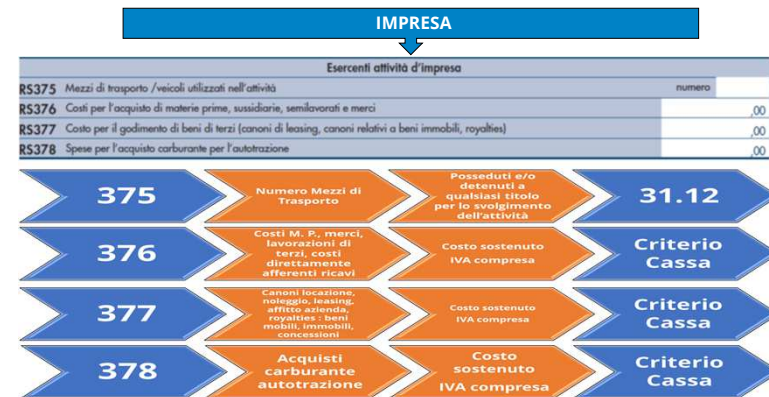 IMPRESA
Esercenti attività d'impresa
RS375 Mezzi di trasporto /veicoli utilizzati nell'attività numero
RS376 Costi per l'acquisto di materie prime, sussidiarie, semilavorati e merci ,00
RS377 Costo per il godimento di beni di terzi (canoni di leasing, canoni relativi a beni immobili, royalties) ,00
RS378 Spese per l'acquisto carburante per l'autotrazione ,00
375
Numero Mezzi di
Trasporto
Posseduti e/o
detenuti a
qualsiasi titolo
per lo svolgimento
dell'attività
31.12
376
Costi M. P., merci,
lavorazioni di
terzi, costi
direttamente
afferenti ricavi
Costo sostenuto
IVA compresa
Criterio
Cassa
377
Canoni locazione,
noleggio, leasing,
affitto azienda,
royalties : beni
mobili, immobili,
concessioni
Costo sostenuto
IVA compresa
Criterio
Cassa
378
Acquisti
carburante
autotrazione
Costo
sostenuto
IVA compresa
Criterio
Cassa